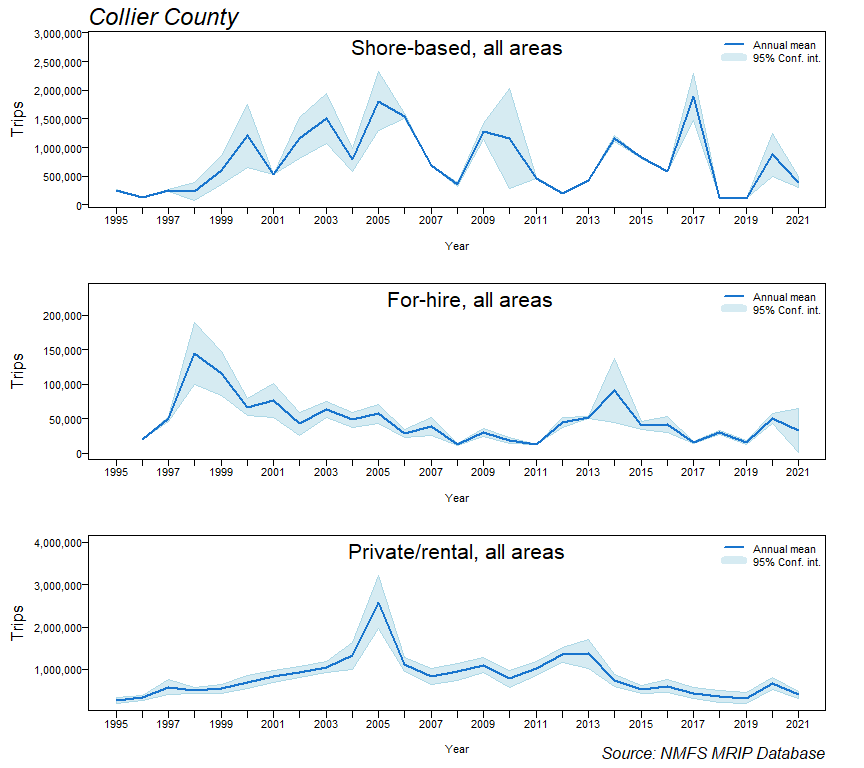 Collier County
Shore-based, all areas
Annual mean
95% Conf. int.
3,000,000
2,500,000
2,000,000
1,500,000
1,000,000
500,000
0
Trips
1995 1997 1999 2001 2003 2005 2007 2009 2011 2013 2015 2017 2019 2021
Year
For-hire, all areas
Annual mean
95% Conf. int.
200,000
150,000
100,000
50,000
0
Trips
1995 1997 1999 2001 2003 2005 2007 2009 2011 2013 2015 2017 2019 2021
Year
Private/rental, all areas
Annual mean
95% Conf. int.
4,000,000
3,000,000
2,000,000
1,000,000
Trips
1995 1997 1999 2001 2003 2005 2007 2009 2011 2013 2015 2017 2019 2021
Year
Source: NMFS MRIP Database